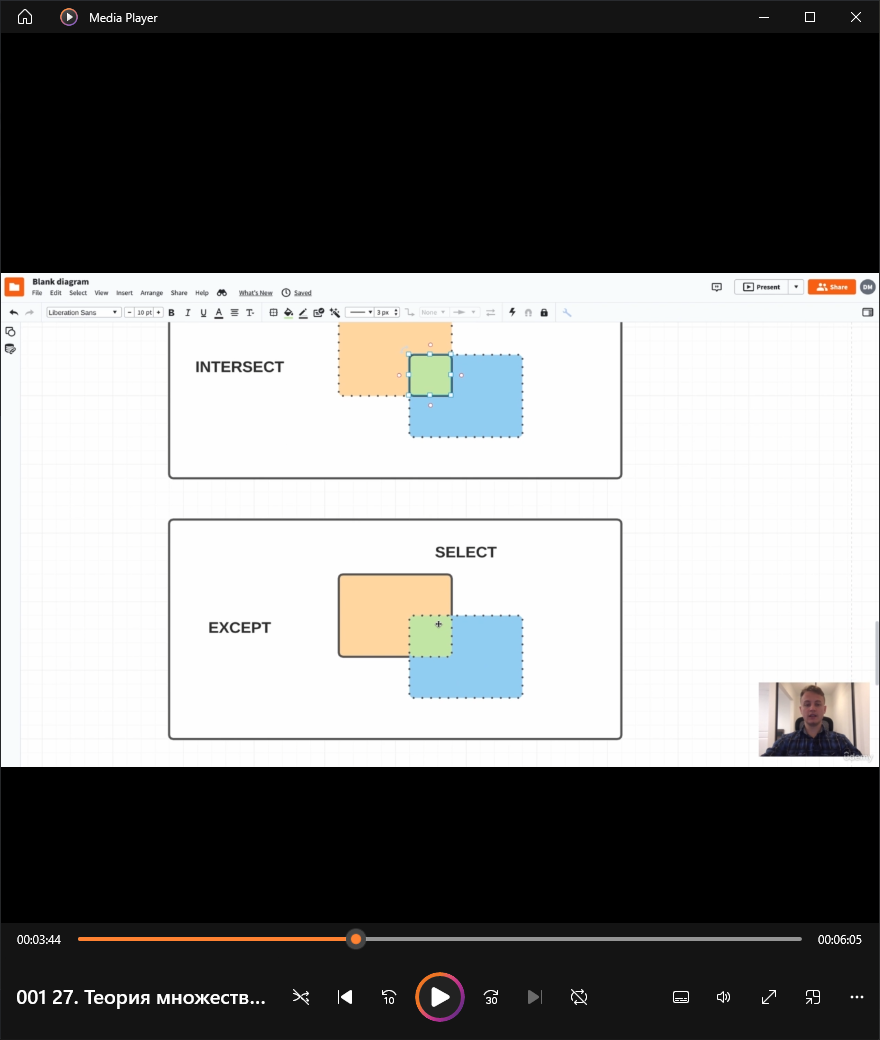 Media Player
Blank diagram
File Edit Select View Insert Arrange Share Help What's New Saved
Present Share DM
Liberation Sans - 10 pt + B I U A T 3 px None
INTERSECT
SELECT
EXCEPT
Udemy
00:03:44 00:06:05
001 27. Теория множеств...
10 30